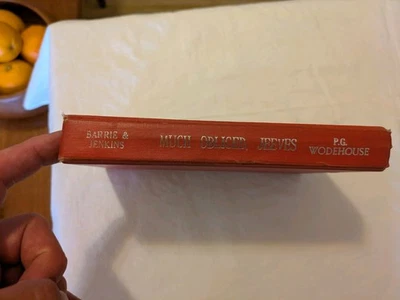 BARRIE &
JENKINS
MUCH OBLIGED, JEEVES
P.G.
WODEHOUSE